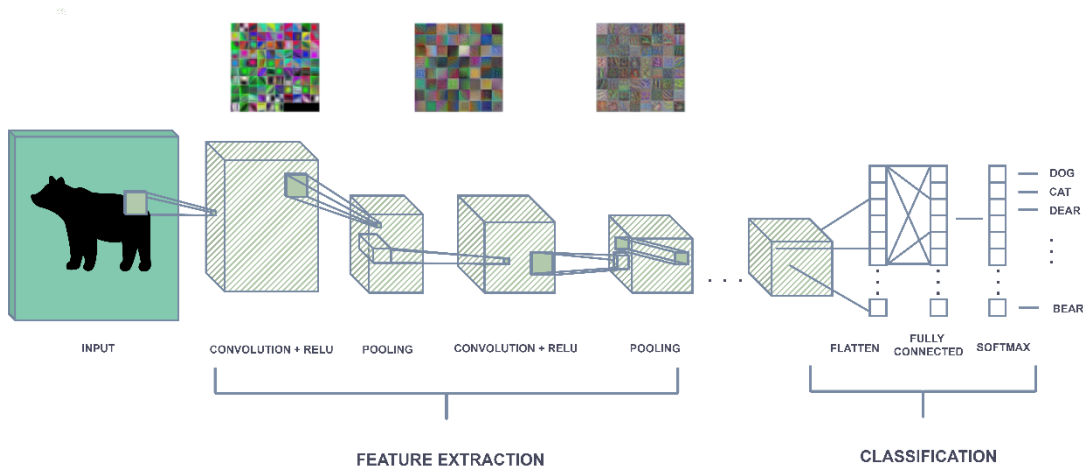 DOG
CAT
DEAR
BEAR
INPUT
CONVOLUTION + RELU
POOLING
CONVOLUTION + RELU
POOLING
FLATTEN
FULLY
CONNECTED
SOFTMAX
FEATURE EXTRACTION
CLASSIFICATION